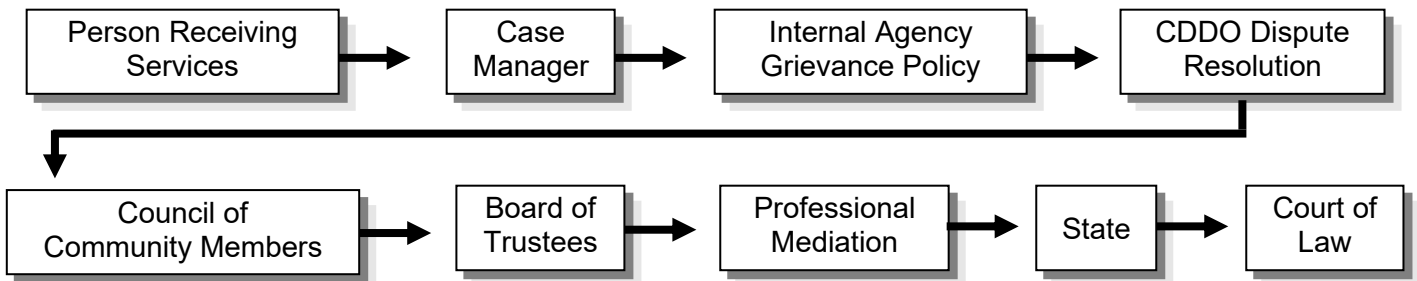 Person Receiving
Services
Case
Manager
Internal Agency
Grievance Policy
CDDO Dispute
Resolution
Council of
Community Members
Board of
Trustees
Professional
Mediation
State
Court of
Law